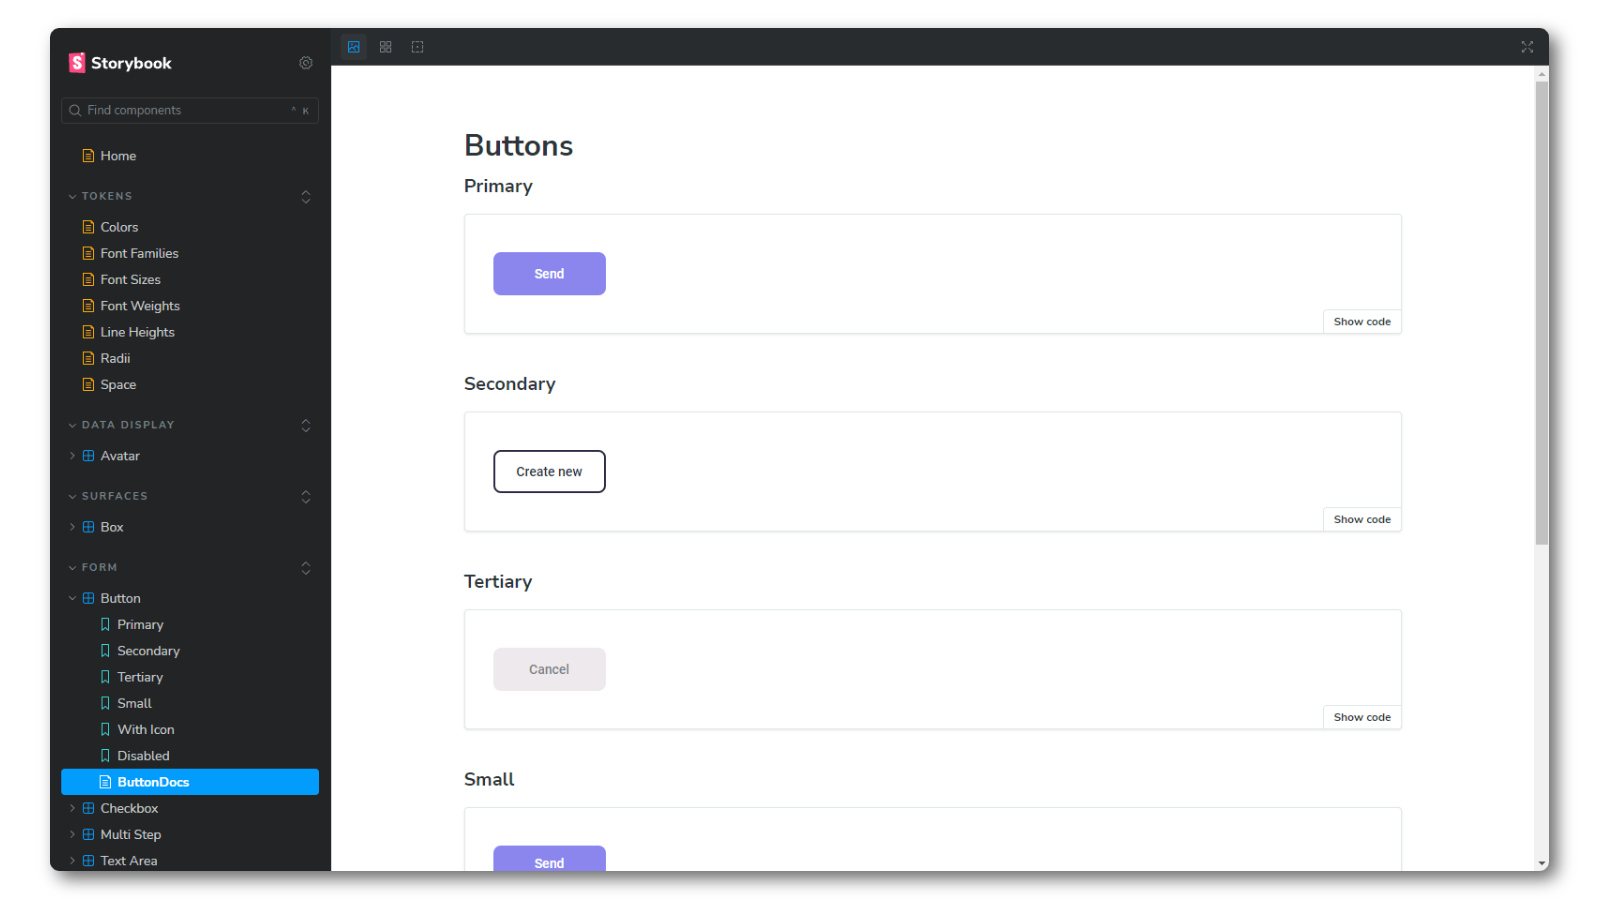 Storybook
Find components
^ K
Home
TOKENS
Colors
Font Families
Font Sizes
Font Weights
Line Heights
Radii
Space
DATA DISPLAY
Avatar
SURFACES
Box
FORM
Button
Primary
Secondary
Tertiary
Small
With Icon
Disabled
ButtonDocs
Checkbox
Multi Step
Text Area
Buttons
Primary
Send
Show code
Secondary
Create new
Show code
Tertiary
Cancel
Show code
Small
Send